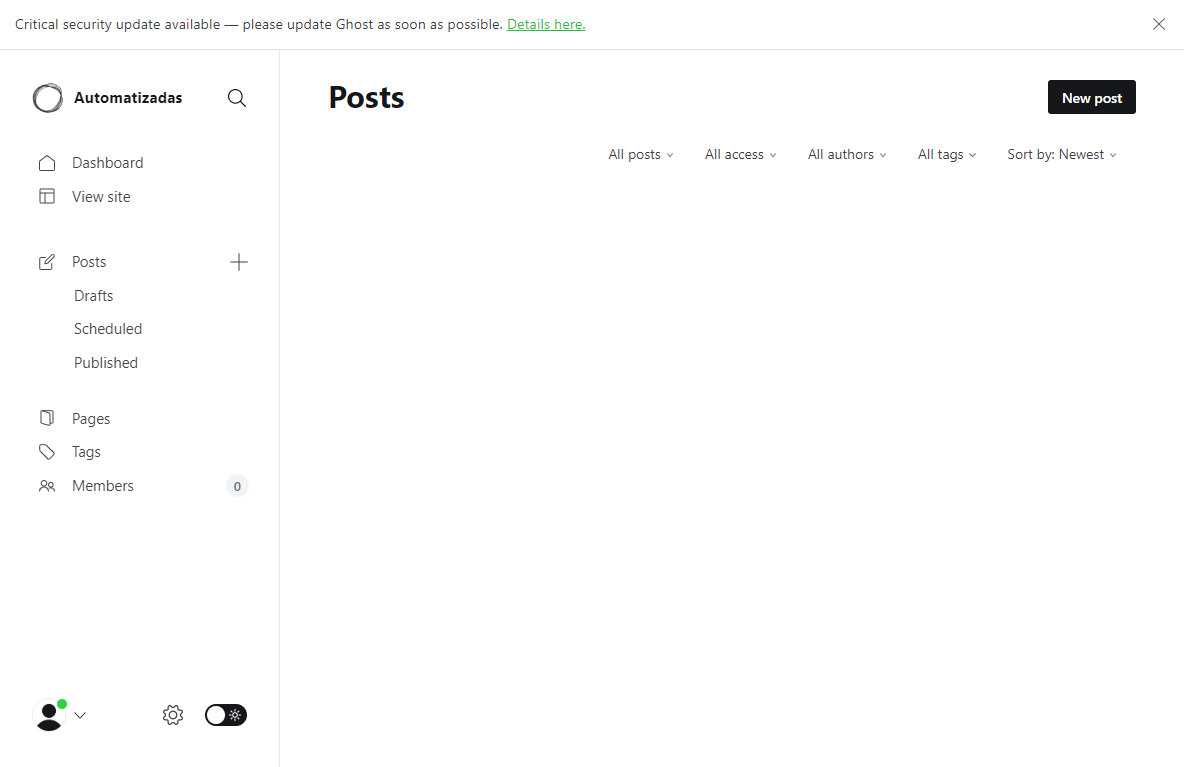 Critical security update available — please update Ghost as soon as possible. Details here.
Automatizadas
Dashboard
View site
Posts
Drafts
Scheduled
Published
Pages
Tags
Members 0
Posts
New post
All posts All access All authors All tags Sort by: Newest